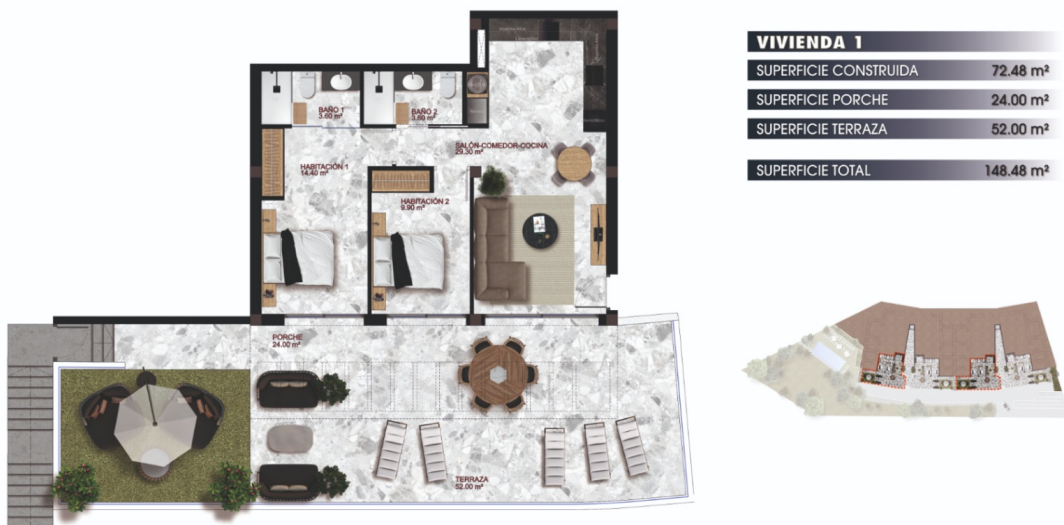 VIVIENDA 1
SUPERFICIE CONSTRUIDA 72.48 m²
SUPERFICIE PORCHE 24.00 m²
SUPERFICIE TERRAZA 52.00 m²
SUPERFICIE TOTAL 148.48 m²
BAÑO 1
3.60 m²
BAÑO 2
3.60 m²
SALÓN-COMEDOR-COCINA
29.30 m²
HABITACIÓN 1
14.40 m²
HABITACIÓN 2
9.90 m²
PORCHE
24.00 m²
TERRAZA
52.00 m²